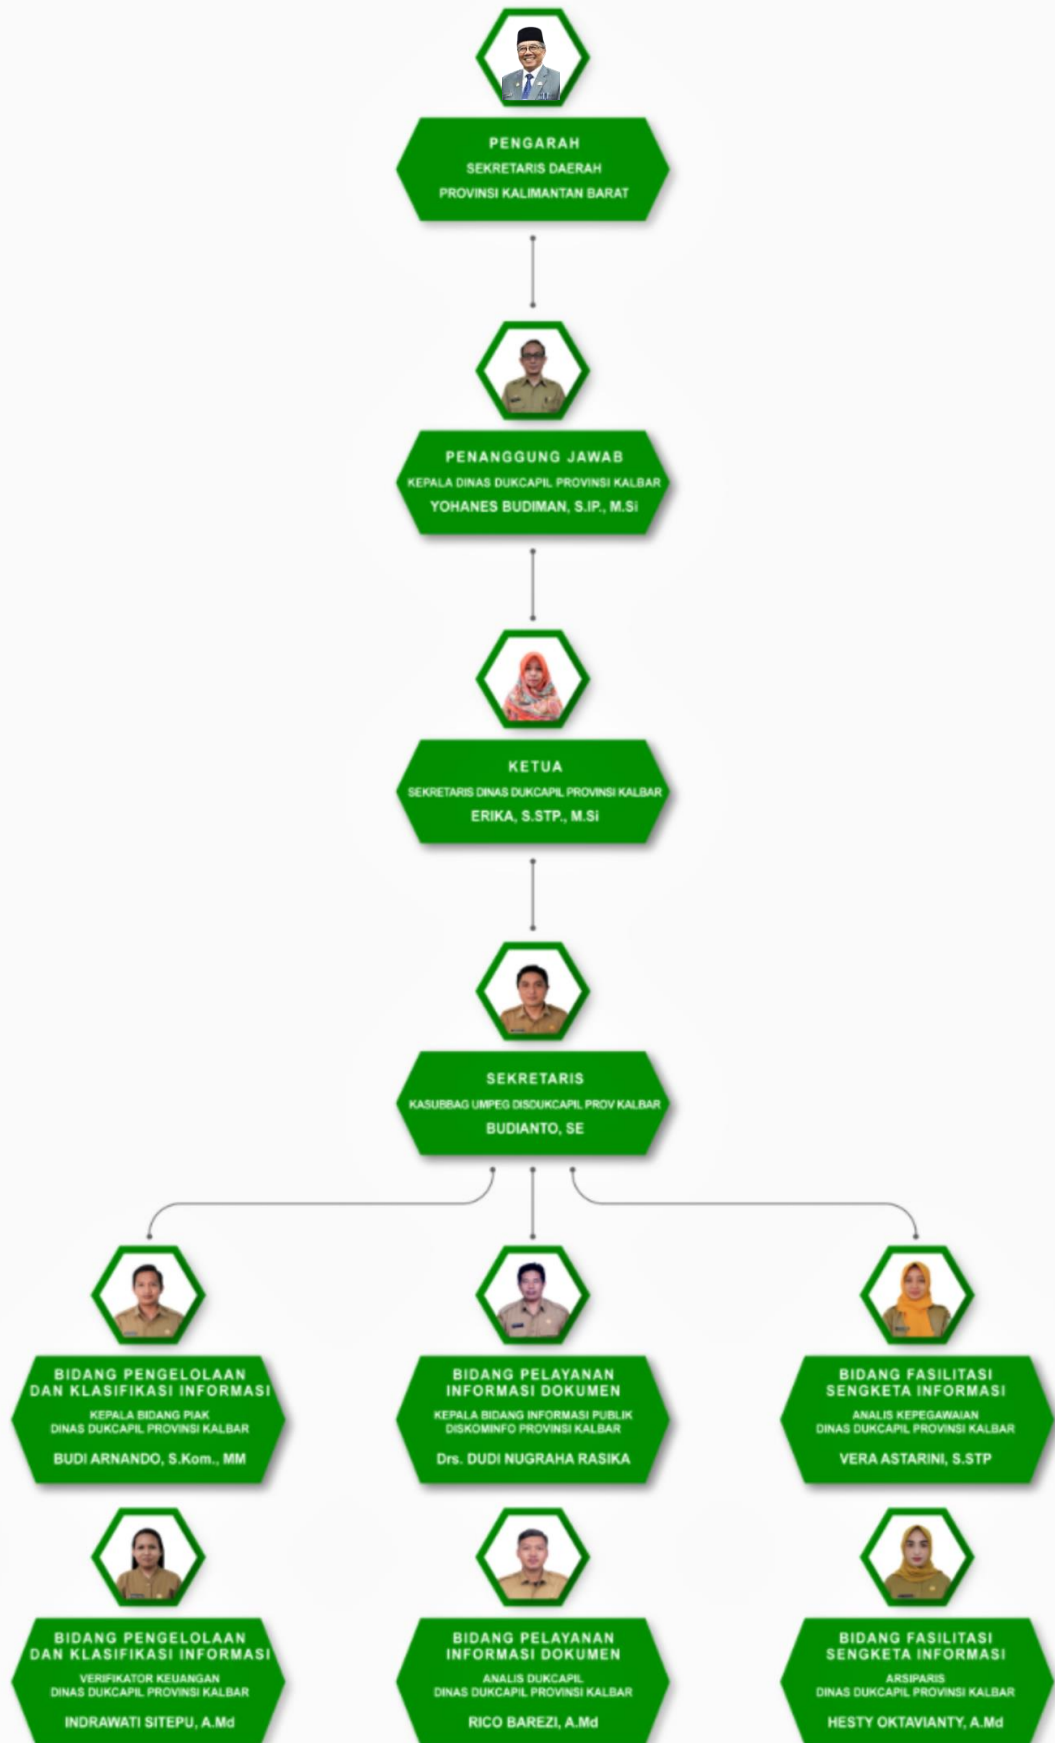 PENGARAH
SEKRETARIS DAERAH
PROVINSI KALIMANTAN BARAT
PENANGGUNG JAWAB
KEPALA DINAS DUKCAPIL PROVINSI KALBAR
YOHANES BUDIMAN, S.IP., M.Si
KETUA
SEKRETARIS DINAS DUKCAPIL PROVINSI KALBAR
ERIKA, S.STP., M.Si
SEKRETARIS
KASUBBAG UMPEG DISDUKCAPIL PROV KALBAR
BUDIANTO, SE
BIDANG PENGELOLAAN
DAN KLASIFIKASI INFORMASI
KEPALA BIDANG PIAK
DINAS DUKCAPIL PROVINSI KALBAR
BUDI ARNANDO, S.Kom., MM
BIDANG PELAYANAN
INFORMASI DOKUMEN
KEPALA BIDANG INFORMASI PUBLIK
DISKOMINFO PROVINSI KALBAR
Drs. DUDI NUGRAHA RASIKA
BIDANG FASILITASI
SENGKETA INFORMASI
ANALIS KEPEGAWAIAN
DINAS DUKCAPIL PROVINSI KALBAR
VERA ASTARINI, S.STP
BIDANG PENGELOLAAN
DAN KLASIFIKASI INFORMASI
VERIFIKATOR KEUANGAN
DINAS DUKCAPIL PROVINSI KALBAR
INDRAWATI SITEPU, A.Md
BIDANG PELAYANAN
INFORMASI DOKUMEN
ANALIS DUKCAPIL
DINAS DUKCAPIL PROVINSI KALBAR
RICO BAREZI, A.Md
BIDANG FASILITASI
SENGKETA INFORMASI
ARSIPARIS
DINAS DUKCAPIL PROVINSI KALBAR
HESTY OKTAVIANTY, A.Md